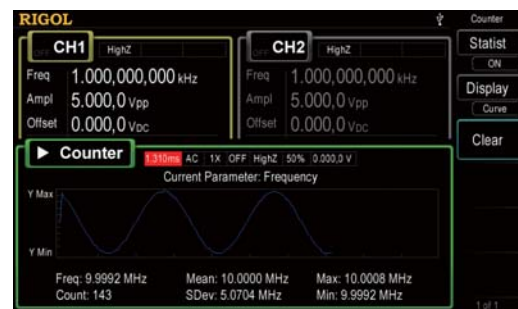 RIGOL
Counter
CH1 HighZ
OFF
Freq 1.000,000,000 kHz
Ampl 5.000,0 Vpp
Offset 0.000,0 VDC
CH2 HighZ
OFF
Freq 1.000,000,000 kHz
Ampl 5.000,0 Vpp
Offset 0.000,0 VDC
Statist
ON
Display
Curve
Clear
Counter 1.310ms AC 1X OFF HighZ 50% 0.000,0 V
Current Parameter: Frequency
Y Max
Y Min
Freq: 9.9992 MHz Mean: 10.0000 MHz Max: 10.0008 MHz
Count: 143 SDev: 5.0704 MHz Min: 9.9992 MHz
1 of 1